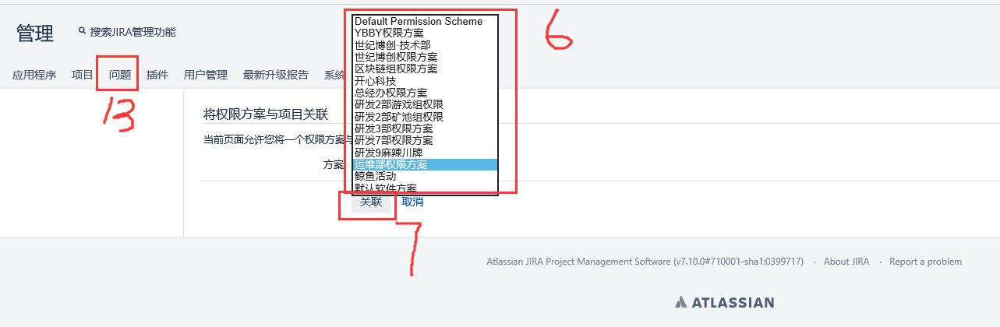 管理
搜索JIRA管理功能
6
应用程序 项目 问题 插件 用户管理 最新升级报告 系统
13
Default Permission Scheme
YBBY权限方案
世纪博创·技术部
世纪博创权限方案
区块链组权限方案
开心科技
总经办权限方案
研发2部游戏组权限
研发2部矿池组权限
研发3部权限方案
研发7部权限方案
研发9麻辣川牌
运维部权限方案
鲸鱼活动
默认软件方案
将权限方案与项目关联
当前页面允许您将一个权限方案与
方案
关联 取消
7
Atlassian JIRA Project Management Software (v7.10.0#710001-sha1:0399717) · About JIRA · Report a problem
ATLASSIAN